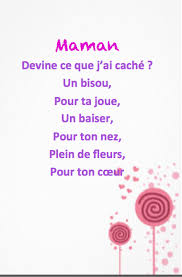 Maman
Devine ce que j'ai caché ?
Un bisou,
Pour ta joue,
Un baiser,
Pour ton nez,
Plein de fleurs,
Pour ton cœur